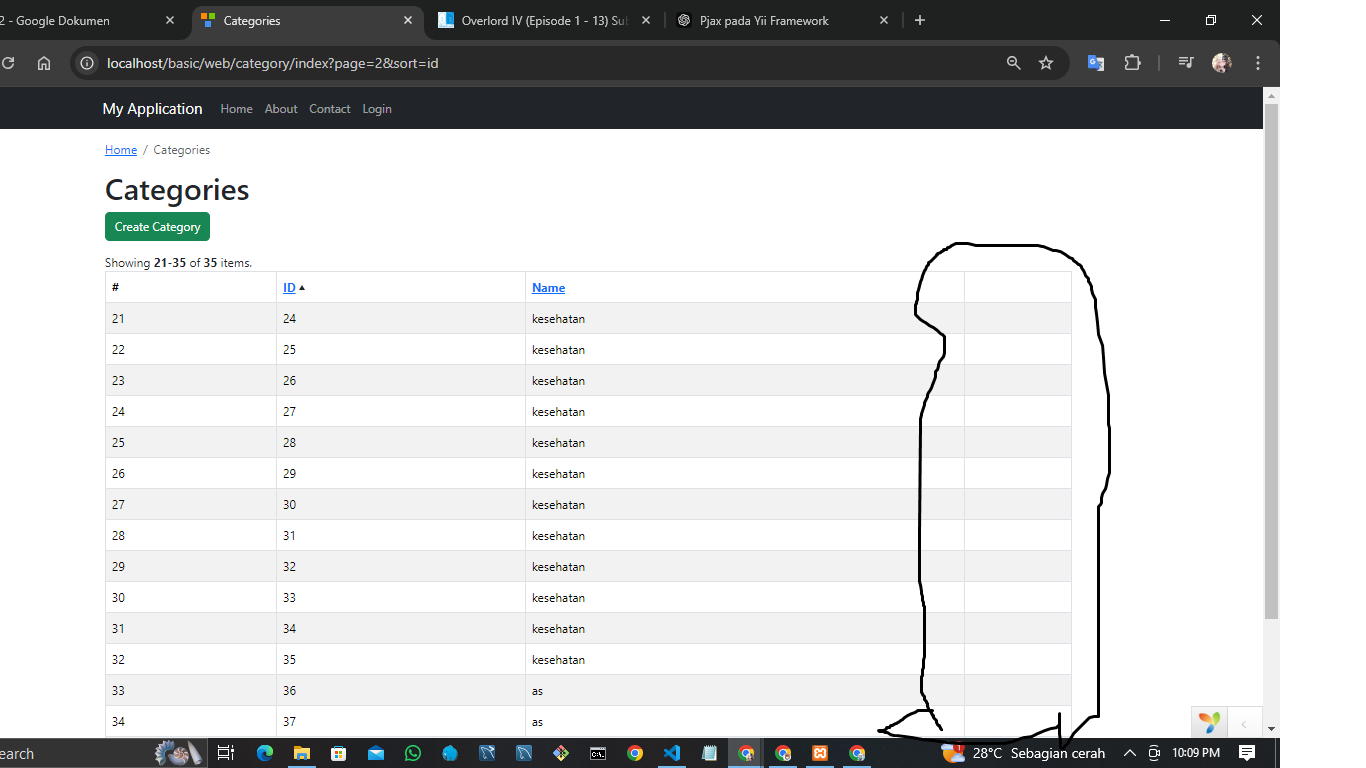 2 - Google Dokumen
Categories
Overlord IV (Episode 1 - 13) Sub
Pjax pada Yii Framework
localhost/basic/web/category/index?page=2&sort=id
My Application Home About Contact Login
Home / Categories
Categories
Create Category
Showing 21-35 of 35 items.
# ID Name
21 24 kesehatan
22 25 kesehatan
23 26 kesehatan
24 27 kesehatan
25 28 kesehatan
26 29 kesehatan
27 30 kesehatan
28 31 kesehatan
29 32 kesehatan
30 33 kesehatan
31 34 kesehatan
32 35 kesehatan
33 36 as
34 37 as
earch
28°C Sebagian cerah
10:09 PM